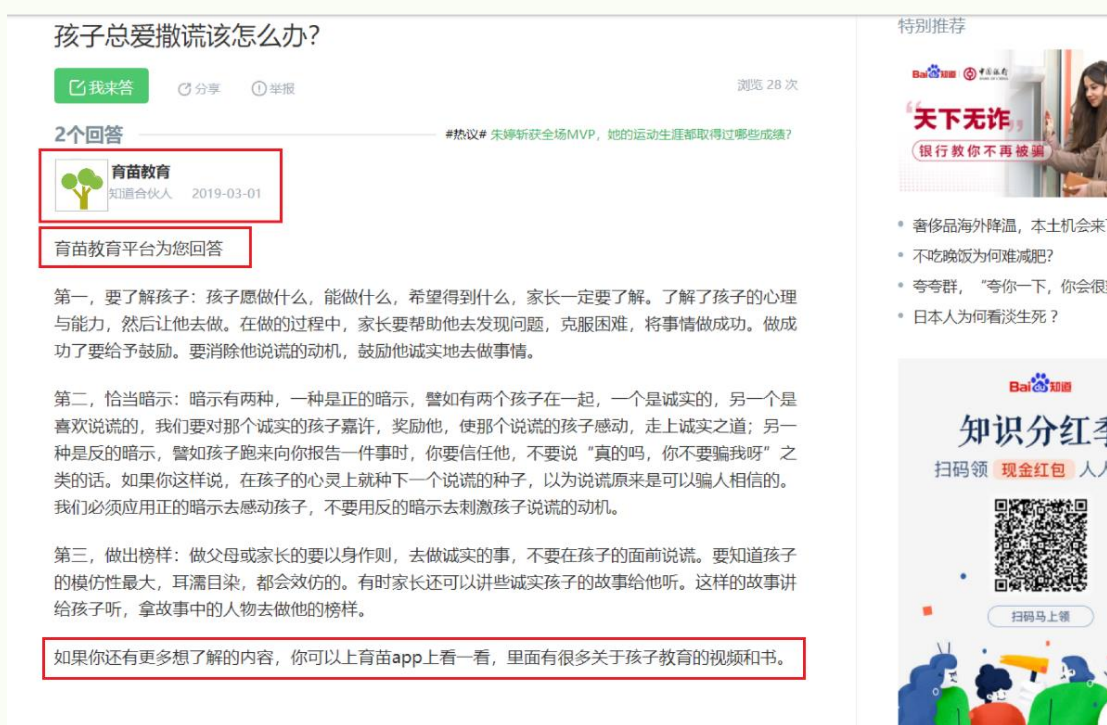 孩子总爱撒谎该怎么办?
我来答
分享
举报
浏览 28 次
2个回答
#热议# 朱婷斩获全场MVP，她的运动生涯都取得过哪些成绩?
育苗教育
知道合伙人 2019-03-01
育苗教育平台为您回答
第一，要了解孩子：孩子愿做什么，能做什么，希望得到什么，家长一定要了解。了解了孩子的心理
与能力，然后让他去做。在做的过程中，家长要帮助他去发现问题，克服困难，将事情做成功。做成
功了要给予鼓励。要消除他说谎的动机，鼓励他诚实地去做事情。
第二，恰当暗示：暗示有两种，一种是正的暗示，譬如有两个孩子在一起，一个是诚实的，另一个是
喜欢说谎的，我们要对那个诚实的孩子嘉许，奖励他，使那个说谎的孩子感动，走上诚实之道；另一
种是反的暗示，譬如孩子跑来向你报告一件事时，你要信任他，不要说“真的吗，你不要骗我呀”之
类的话。如果你这样说，在孩子的心灵上就种下一个说谎的种子，以为说谎原来是可以骗人相信的。
我们必须应用正的暗示去感动孩子，不要用反的暗示去刺激孩子说谎的动机。
第三，做出榜样：做父母或家长的要以身作则，去做诚实的事，不要在孩子的面前说谎。要知道孩子
的模仿性最大，耳濡目染，都会效仿的。有时家长还可以讲些诚实孩子的故事给他听。这样的故事讲
给孩子听，拿故事中的人物去做他的榜样。
如果你还有更多想了解的内容，你可以上育苗app上看一看，里面有很多关于孩子教育的视频和书。
特别推荐
Bai知道 中国银行
“天下无诈”
银行教你不再被骗
奢侈品海外降温，本土机会来
不吃晚饭为何难减肥?
夸夸群，“夸你一下，你会很
日本人为何看淡生死？
Bai知道
知识分红季
扫码领 现金红包 人人
扫码马上领